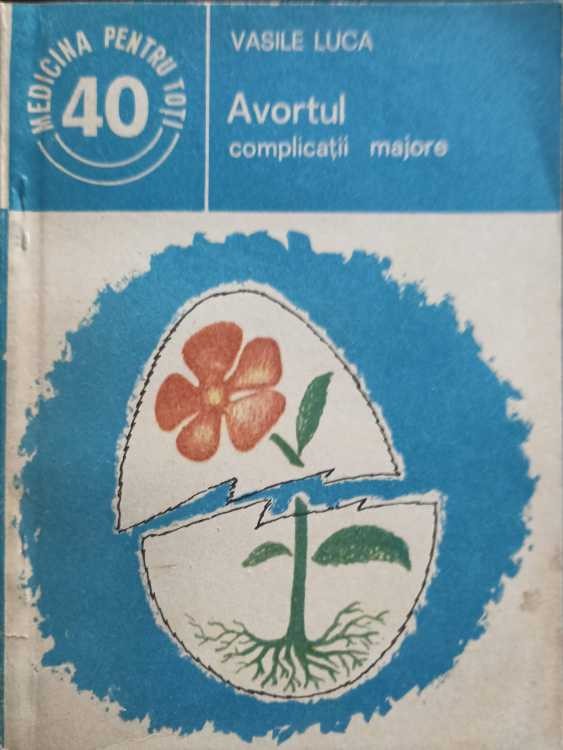 MEDICINA PENTRU TOȚI
40
VASILE LUCA
Avortul
complicații majore